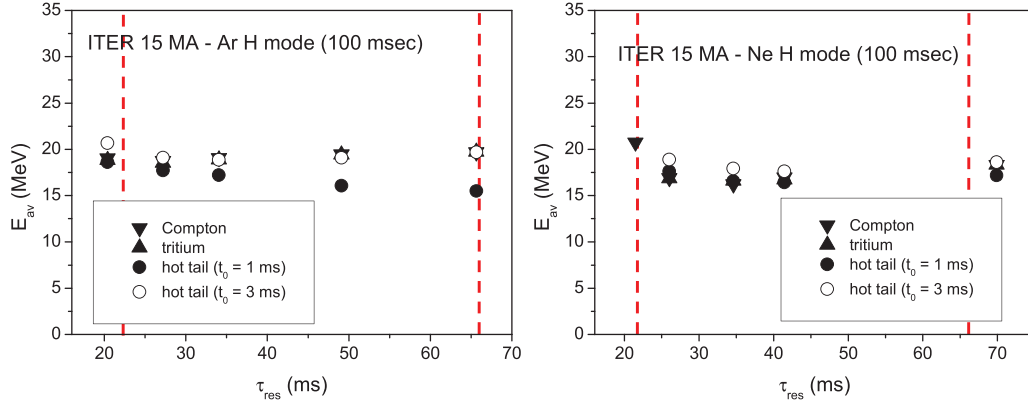 ITER 15 MA - Ar H mode (100 msec)
35
30
25
20
15
10
5
0
E_av (MeV)
Compton
tritium
hot tail (t_0 = 1 ms)
hot tail (t_0 = 3 ms)
20 30 40 50 60 70
τ_res (ms)
ITER 15 MA - Ne H mode (100 msec)
35
30
25
20
15
10
5
0
E_av (MeV)
Compton
tritium
hot tail (t_0 = 1 ms)
hot tail (t_0 = 3 ms)
20 30 40 50 60 70
τ_res (ms)